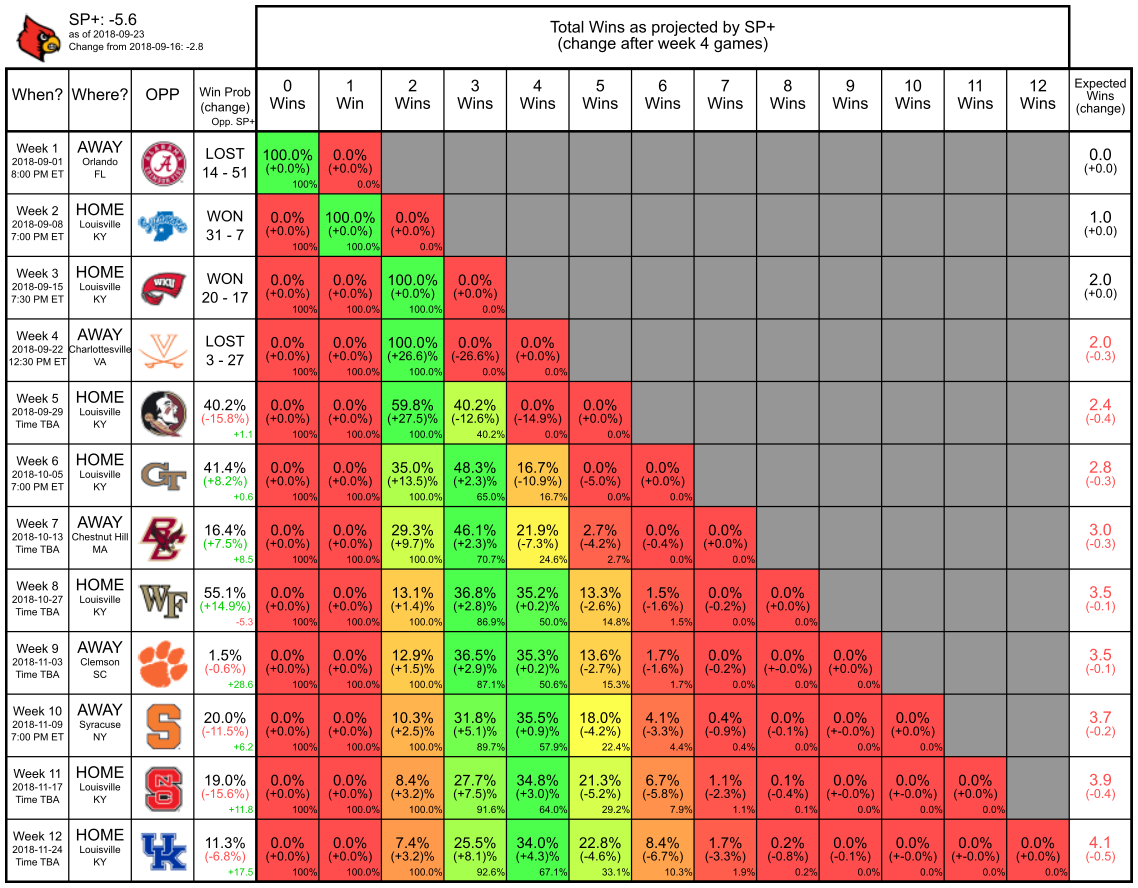 SP+: -5.6
as of 2018-09-23
Change from 2018-09-16: -2.8
Total Wins as projected by SP+
(change after week 4 games)
When? Where? OPP Win Prob (change) Opp. SP+ 0 Wins 1 Win 2 Wins 3 Wins 4 Wins 5 Wins 6 Wins 7 Wins 8 Wins 9 Wins 10 Wins 11 Wins 12 Wins Expected Wins (change)
Week 1 AWAY LOST 100.0% 0.0% 0.0
2018-09-01 Orlando ALABAMA A (+0.0%) (+0.0%) (+0.0)
8:00 PM ET FL 14 - 51 100% 0.0%
Week 2 HOME WON 0.0% 100.0% 0.0% 1.0
2018-09-08 Louisville Sycamores (+0.0%) (+0.0%) (+0.0%) (+0.0)
7:00 PM ET KY 31 - 7 100% 100.0% 0.0%
Week 3 HOME WON 0.0% 0.0% 100.0% 0.0% 2.0
2018-09-15 Louisville WKU (+0.0%) (+0.0%) (+0.0%) (+0.0%) (+0.0)
7:30 PM ET KY 20 - 17 100% 100.0% 100.0% 0.0%
Week 4 AWAY LOST 0.0% 0.0% 100.0% 0.0% 0.0% 2.0
2018-09-22 Charlottesville V (+0.0%) (+0.0%) (+26.6)% (-26.6%) (+0.0%) (-0.3)
12:30 PM ET VA 3 - 27 100% 100.0% 100.0% 0.0% 0.0%
Week 5 HOME 40.2% 0.0% 0.0% 59.8% 40.2% 0.0% 0.0% 2.4
2018-09-29 Louisville (-15.8%) (+0.0%) (+0.0%) (+27.5)% (-12.6%) (-14.9%) (+0.0%) (-0.4)
Time TBA KY +1.1 100% 100.0% 100.0% 40.2% 0.0% 0.0%
Week 6 HOME 41.4% 0.0% 0.0% 35.0% 48.3% 16.7% 0.0% 0.0% 2.8
2018-10-05 Louisville GT (+8.2%) (+0.0%) (+0.0%) (+13.5)% (+2.3)% (-10.9%) (-5.0%) (+0.0%) (-0.3)
7:00 PM ET KY +0.6 100% 100.0% 100.0% 65.0% 16.7% 0.0% 0.0%
Week 7 AWAY 16.4% 0.0% 0.0% 29.3% 46.1% 21.9% 2.7% 0.0% 0.0% 3.0
2018-10-13 Chestnut Hill BC (+7.5%) (+0.0%) (+0.0%) (+9.7)% (+2.3)% (-7.3%) (-4.2%) (-0.4%) (+0.0%) (-0.3)
Time TBA MA +8.5 100% 100.0% 100.0% 70.7% 24.6% 2.7% 0.0% 0.0%
Week 8 HOME 55.1% 0.0% 0.0% 13.1% 36.8% 35.2% 13.3% 1.5% 0.0% 0.0% 3.5
2018-10-27 Louisville WF (+14.9%) (+0.0%) (+0.0%) (+1.4)% (+2.8)% (+0.2)% (-2.6%) (-1.6%) (-0.2%) (+0.0%) (-0.1)
Time TBA KY -5.3 100% 100.0% 100.0% 86.9% 50.0% 14.8% 1.5% 0.0% 0.0%
Week 9 AWAY 1.5% 0.0% 0.0% 12.9% 36.5% 35.3% 13.6% 1.7% 0.0% 0.0% 0.0% 3.5
2018-11-03 Clemson (-0.6%) (+0.0%) (+0.0%) (+1.5)% (+2.9)% (+0.2)% (-2.7%) (-1.6%) (-0.2%) (+-0.0%) (+0.0%) (-0.1)
Time TBA SC +28.6 100% 100.0% 100.0% 87.1% 50.6% 15.3% 1.7% 0.0% 0.0% 0.0%
Week 10 AWAY 20.0% 0.0% 0.0% 10.3% 31.8% 35.5% 18.0% 4.1% 0.4% 0.0% 0.0% 0.0% 3.7
2018-11-09 Syracuse S (-11.5%) (+0.0%) (+0.0%) (+2.5)% (+5.1)% (+0.9)% (-4.2%) (-3.3%) (-0.9%) (-0.1%) (+-0.0%) (+0.0%) (-0.2)
7:00 PM ET NY +6.2 100% 100.0% 100.0% 89.7% 57.9% 22.4% 4.4% 0.4% 0.0% 0.0% 0.0%
Week 11 HOME 19.0% 0.0% 0.0% 8.4% 27.7% 34.8% 21.3% 6.7% 1.1% 0.1% 0.0% 0.0% 0.0% 3.9
2018-11-17 Louisville NCS (-15.6%) (+0.0%) (+0.0%) (+3.2)% (+7.5)% (+3.0)% (-5.2%) (-5.8%) (-2.3%) (-0.4%) (+-0.0%) (+-0.0%) (+0.0%) (-0.4)
Time TBA KY +11.8 100% 100.0% 100.0% 91.6% 64.0% 29.2% 7.9% 1.1% 0.1% 0.0% 0.0% 0.0%
Week 12 HOME 11.3% 0.0% 0.0% 7.4% 25.5% 34.0% 22.8% 8.4% 1.7% 0.2% 0.0% 0.0% 0.0% 0.0% 4.1
2018-11-24 Louisville UK (-6.8%) (+0.0%) (+0.0%) (+3.2)% (+8.1)% (+4.3)% (-4.6%) (-6.7%) (-3.3%) (-0.8%) (-0.1%) (+-0.0%) (+-0.0%) (+0.0%) (-0.5)
Time TBA KY +17.5 100% 100.0% 100.0% 92.6% 67.1% 33.1% 10.3% 1.9% 0.2% 0.0% 0.0% 0.0% 0.0%